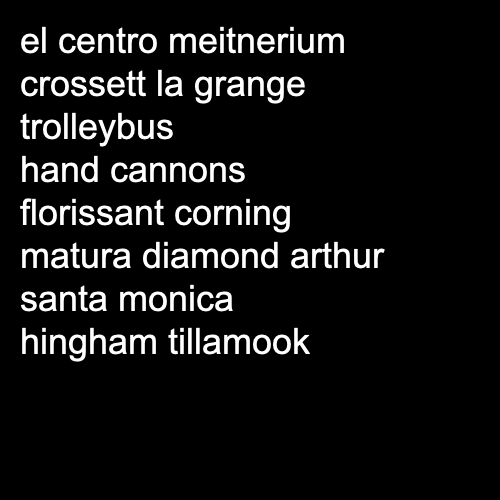 el centro meitnerium
crossett la grange
trolleybus
hand cannons
florissant corning
matura diamond arthur
santa monica
hingham tillamook